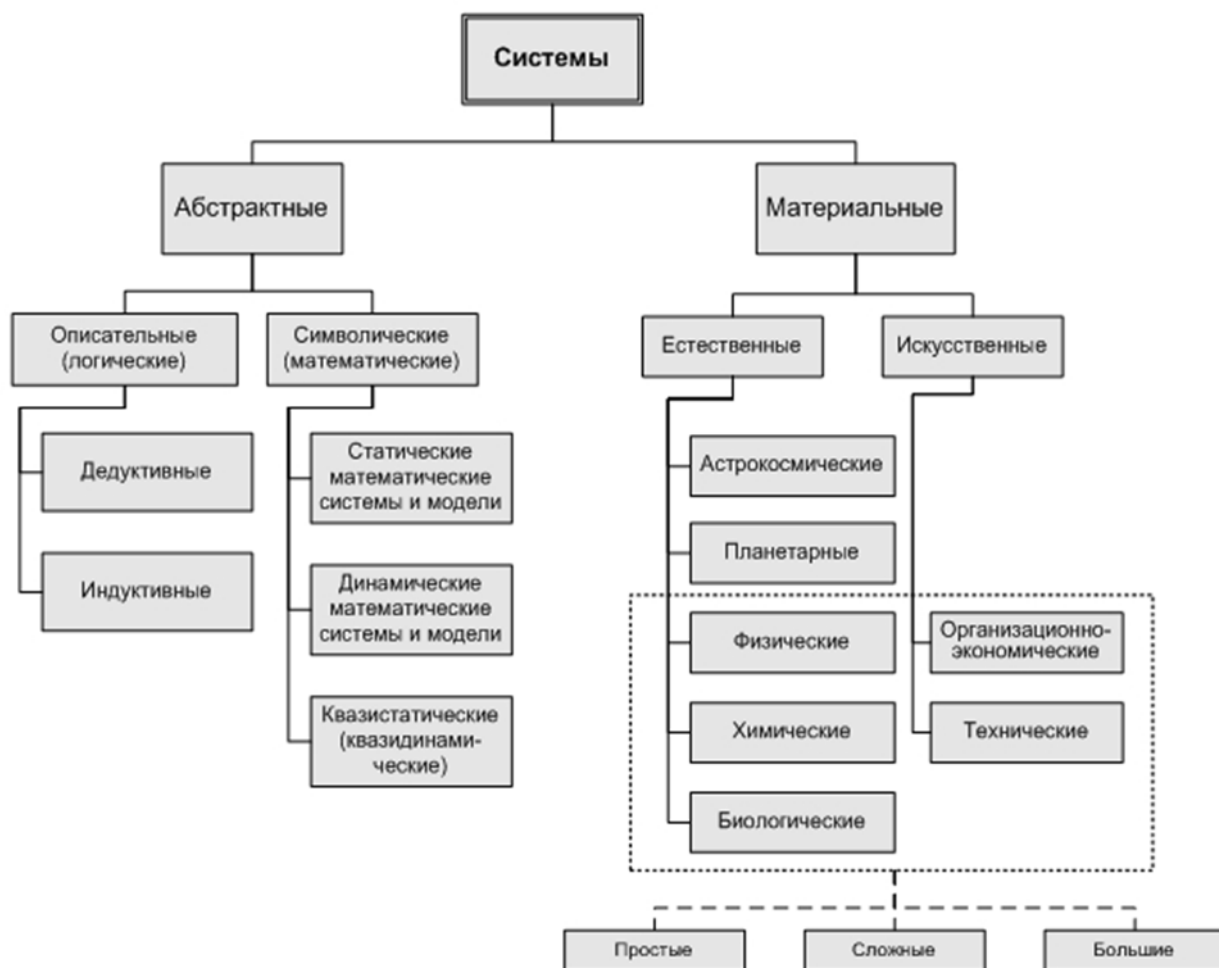 Системы
Абстрактные
Материальные
Описательные
(логические)
Символические
(математические)
Естественные
Искусственные
Дедуктивные
Индуктивные
Статические
математические
системы и модели
Динамические
математические
системы и модели
Квазистатические
(квазидинами-
ческие)
Астрокосмические
Планетарные
Физические
Химические
Биологические
Организационно-
экономические
Технические
Простые
Сложные
Большие